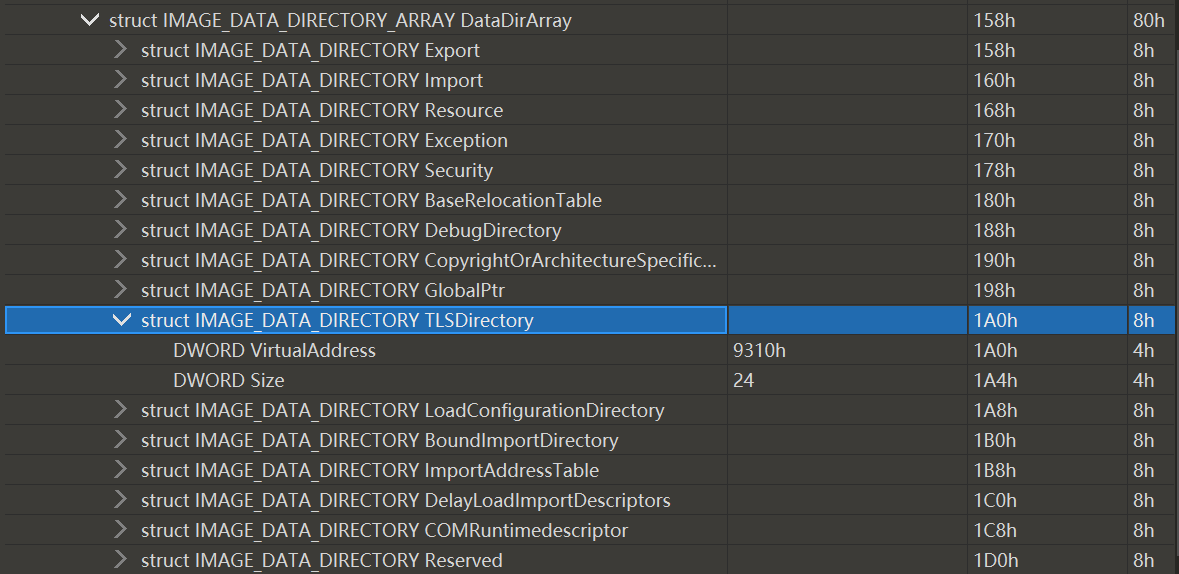 struct IMAGE_DATA_DIRECTORY_ARRAY DataDirArray 158h 80h
struct IMAGE_DATA_DIRECTORY Export 158h 8h
struct IMAGE_DATA_DIRECTORY Import 160h 8h
struct IMAGE_DATA_DIRECTORY Resource 168h 8h
struct IMAGE_DATA_DIRECTORY Exception 170h 8h
struct IMAGE_DATA_DIRECTORY Security 178h 8h
struct IMAGE_DATA_DIRECTORY BaseRelocationTable 180h 8h
struct IMAGE_DATA_DIRECTORY DebugDirectory 188h 8h
struct IMAGE_DATA_DIRECTORY CopyrightOrArchitectureSpecific... 190h 8h
struct IMAGE_DATA_DIRECTORY GlobalPtr 198h 8h
struct IMAGE_DATA_DIRECTORY TLSDirectory 1A0h 8h
DWORD VirtualAddress 9310h 1A0h 4h
DWORD Size 24 1A4h 4h
struct IMAGE_DATA_DIRECTORY LoadConfigurationDirectory 1A8h 8h
struct IMAGE_DATA_DIRECTORY BoundImportDirectory 1B0h 8h
struct IMAGE_DATA_DIRECTORY ImportAddressTable 1B8h 8h
struct IMAGE_DATA_DIRECTORY DelayLoadImportDescriptors 1C0h 8h
struct IMAGE_DATA_DIRECTORY COMRuntimedescriptor 1C8h 8h
struct IMAGE_DATA_DIRECTORY Reserved 1D0h 8h